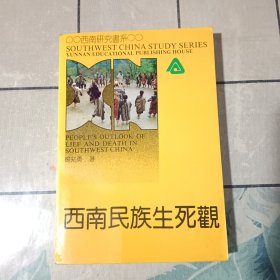 ○○西南研究書系○○
SOUTHWEST CHINA STUDY SERIES
YUNNAN EDUCATIONAL PUBLISHING HOUSE
PEOPLE'S OUTLOOK OF
LIEF AND DEATH IN
SOUTHWEST CHINA
著
西南民族生死觀